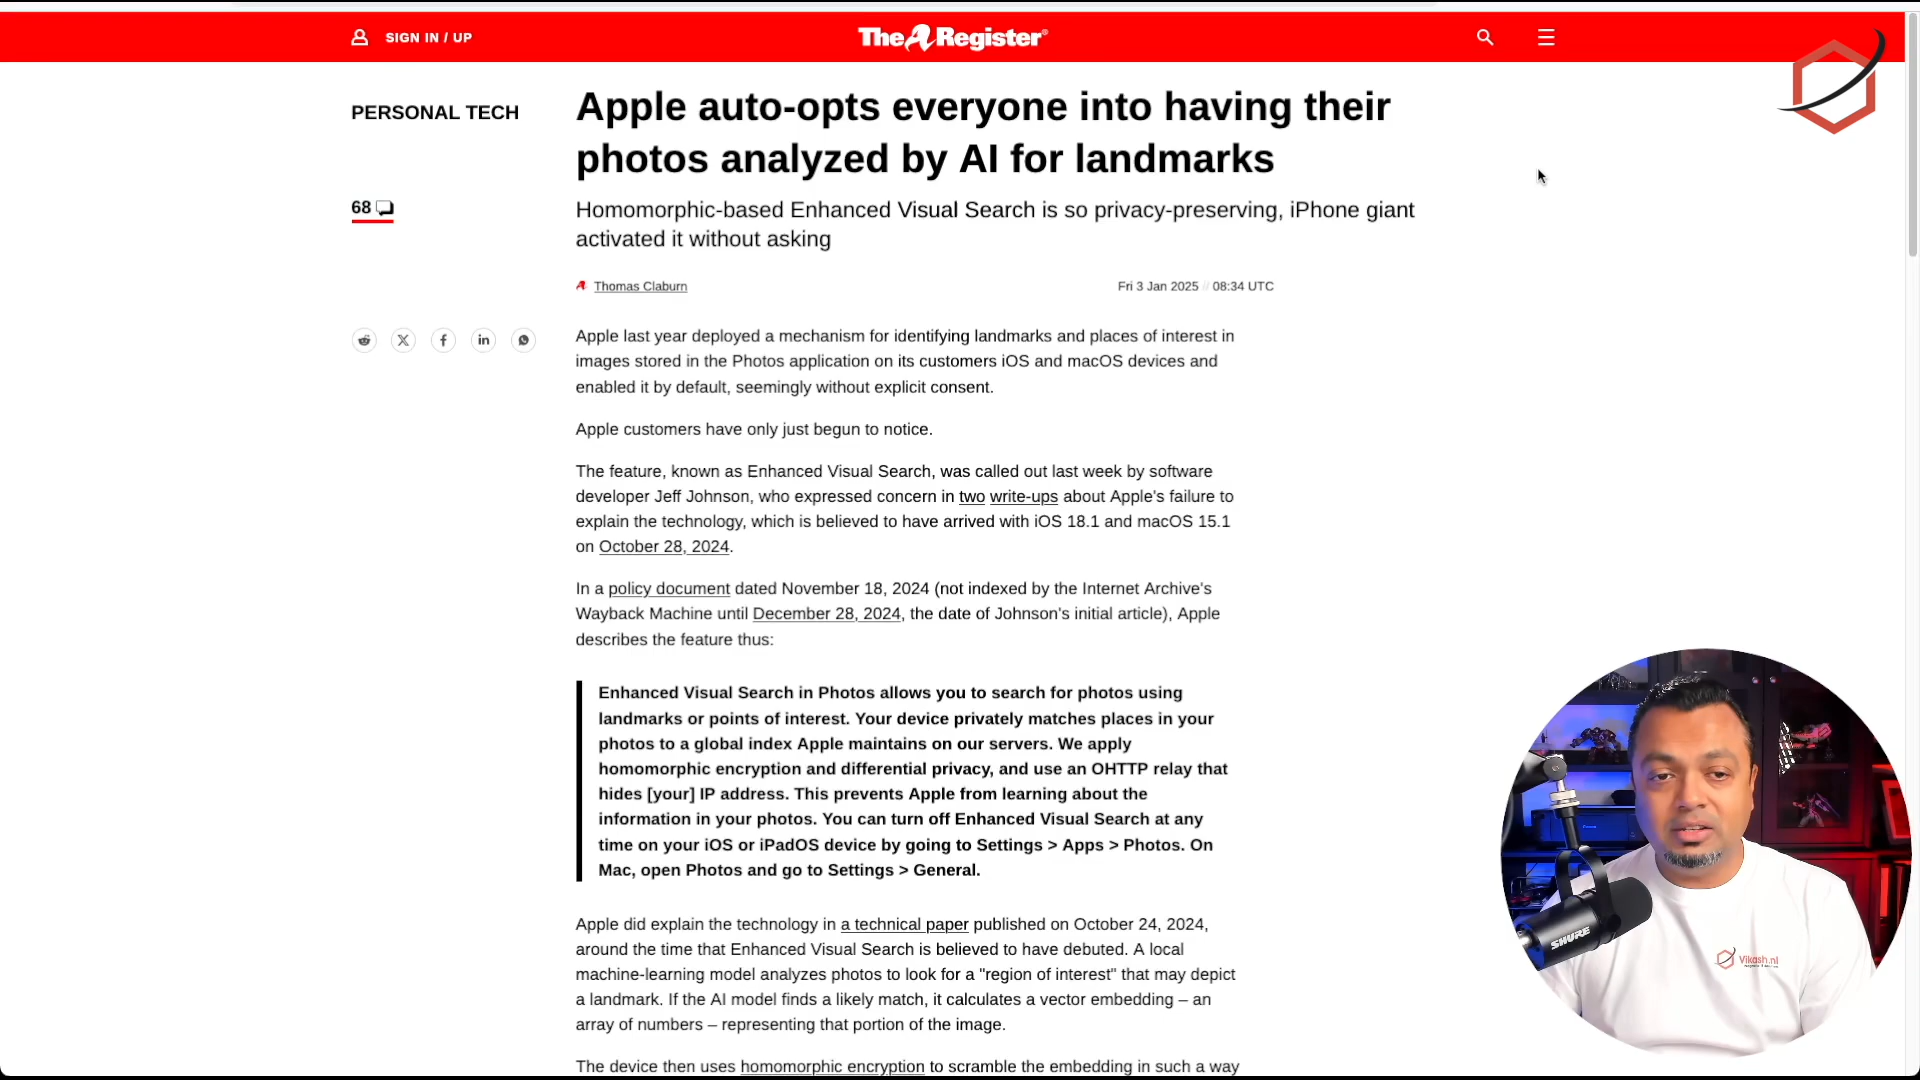 SIGN IN / UP
The Register®
PERSONAL TECH
Apple auto-opts everyone into having their
photos analyzed by AI for landmarks
68
Homomorphic-based Enhanced Visual Search is so privacy-preserving, iPhone giant
activated it without asking
Thomas Claburn
Fri 3 Jan 2025 // 08:34 UTC
Apple last year deployed a mechanism for identifying landmarks and places of interest in
images stored in the Photos application on its customers iOS and macOS devices and
enabled it by default, seemingly without explicit consent.
Apple customers have only just begun to notice.
The feature, known as Enhanced Visual Search, was called out last week by software
developer Jeff Johnson, who expressed concern in two write-ups about Apple's failure to
explain the technology, which is believed to have arrived with iOS 18.1 and macOS 15.1
on October 28, 2024.
In a policy document dated November 18, 2024 (not indexed by the Internet Archive's
Wayback Machine until December 28, 2024, the date of Johnson's initial article), Apple
describes the feature thus:
Enhanced Visual Search in Photos allows you to search for photos using
landmarks or points of interest. Your device privately matches places in your
photos to a global index Apple maintains on our servers. We apply
homomorphic encryption and differential privacy, and use an OHTTP relay that
hides [your] IP address. This prevents Apple from learning about the
information in your photos. You can turn off Enhanced Visual Search at any
time on your iOS or iPadOS device by going to Settings > Apps > Photos. On
Mac, open Photos and go to Settings > General.
Apple did explain the technology in a technical paper published on October 24, 2024,
around the time that Enhanced Visual Search is believed to have debuted. A local
machine-learning model analyzes photos to look for a "region of interest" that may depict
a landmark. If the AI model finds a likely match, it calculates a vector embedding – an
array of numbers – representing that portion of the image.
The device then uses homomorphic encryption to scramble the embedding in such a way
SHURE
Vikash.nl